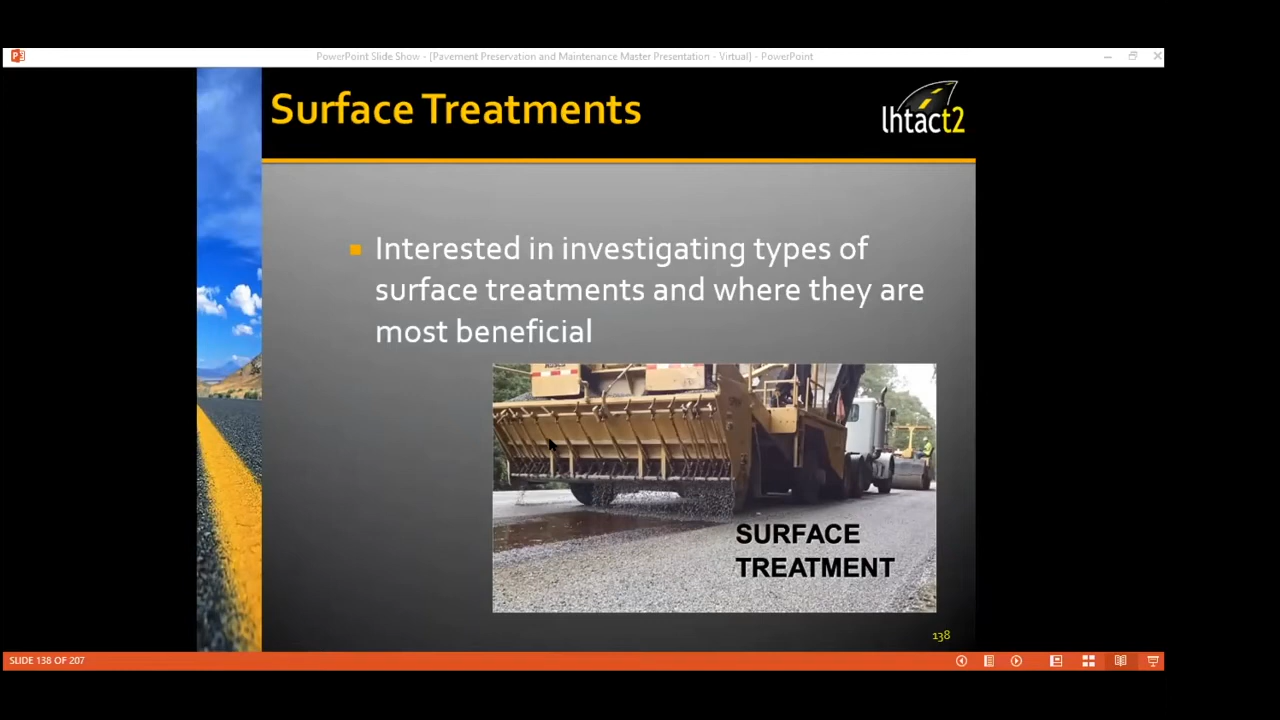 PowerPoint Slide Show - [Pavement Preservation and Maintenance Master Presentation - Virtual] - PowerPoint
Surface Treatments
lhtact2
Interested in investigating types of
surface treatments and where they are
most beneficial
SURFACE
TREATMENT
138
SLIDE 138 OF 207